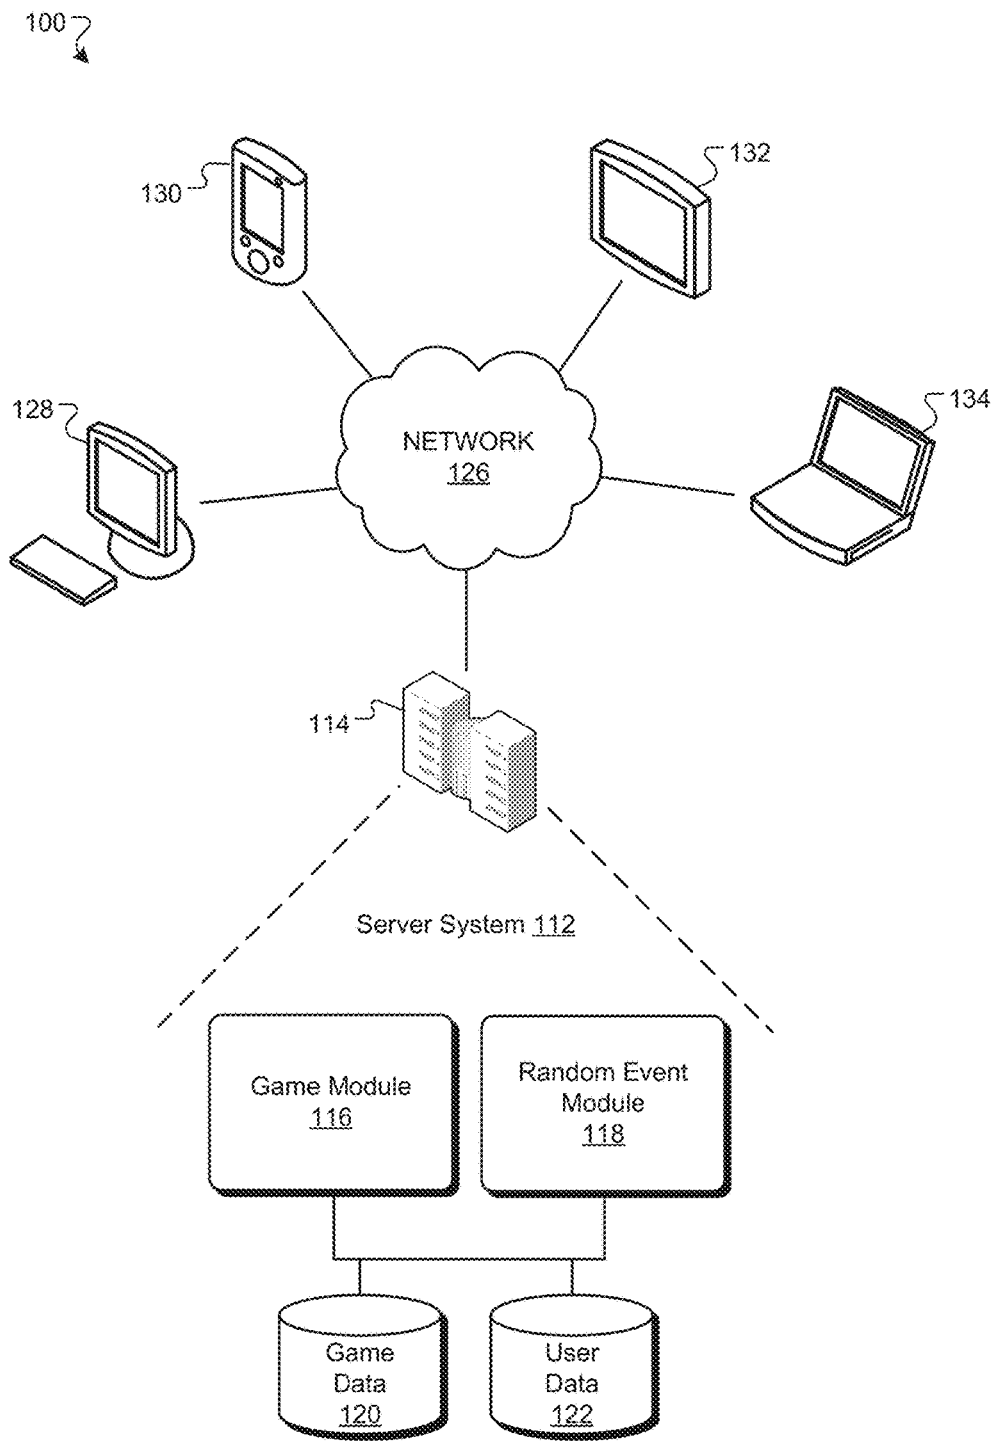 100
130
132
128
134
NETWORK
126
114
Server System 112
Game Module
116
Random Event
Module
118
Game
Data
120
User
Data
122